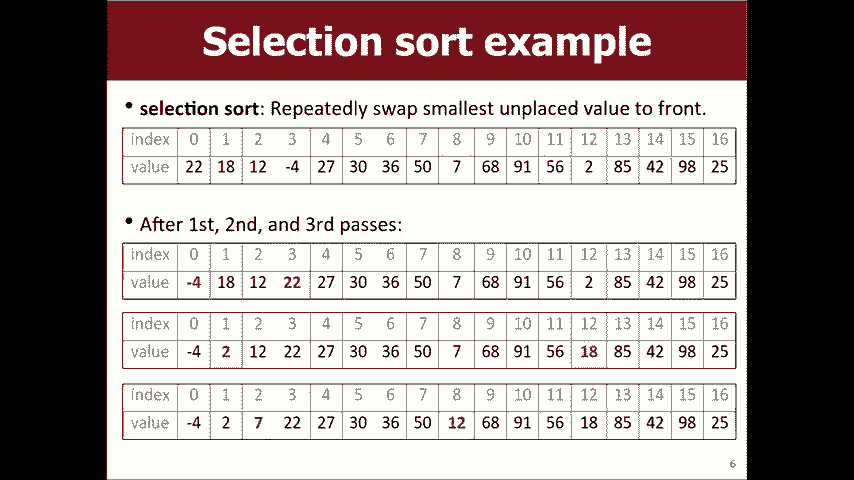 Selection sort example
• selection sort: Repeatedly swap smallest unplaced value to front.
index 0 1 2 3 4 5 6 7 8 9 10 11 12 13 14 15 16
value 22 18 12 -4 27 30 36 50 7 68 91 56 2 85 42 98 25
• After 1st, 2nd, and 3rd passes:
index 0 1 2 3 4 5 6 7 8 9 10 11 12 13 14 15 16
value -4 18 12 22 27 30 36 50 7 68 91 56 2 85 42 98 25
index 0 1 2 3 4 5 6 7 8 9 10 11 12 13 14 15 16
value -4 2 12 22 27 30 36 50 7 68 91 56 18 85 42 98 25
index 0 1 2 3 4 5 6 7 8 9 10 11 12 13 14 15 16
value -4 2 7 22 27 30 36 50 12 68 91 56 18 85 42 98 25
6